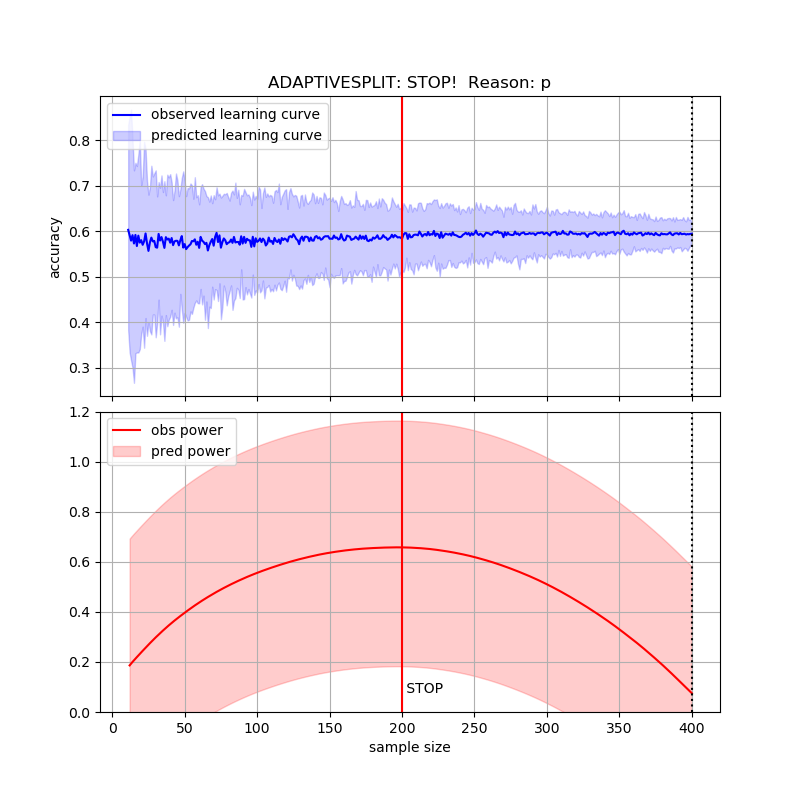 ADAPTIVESPLIT: STOP!  Reason: p
observed learning curve
predicted learning curve
accuracy
0.8
0.7
0.6
0.5
0.4
0.3
obs power
pred power
1.2
1.0
0.8
0.6
0.4
0.2
0.0
STOP
0 50 100 150 200 250 300 350 400
sample size